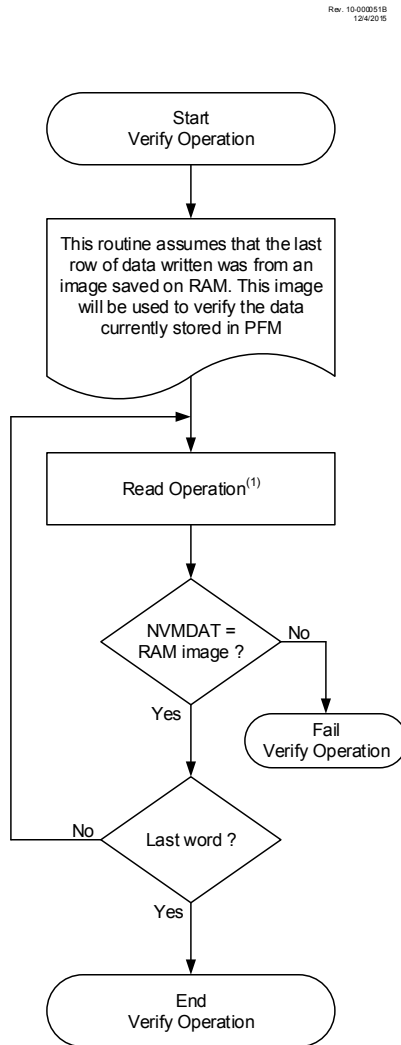 Rev. 10-000051B
12/4/2015
Start
Verify Operation
This routine assumes that the last
row of data written was from an
image saved on RAM. This image
will be used to verify the data
currently stored in PFM
Read Operation(1)
NVMDAT =
RAM image ?
No
Yes
Fail
Verify Operation
Last word ?
No
Yes
End
Verify Operation